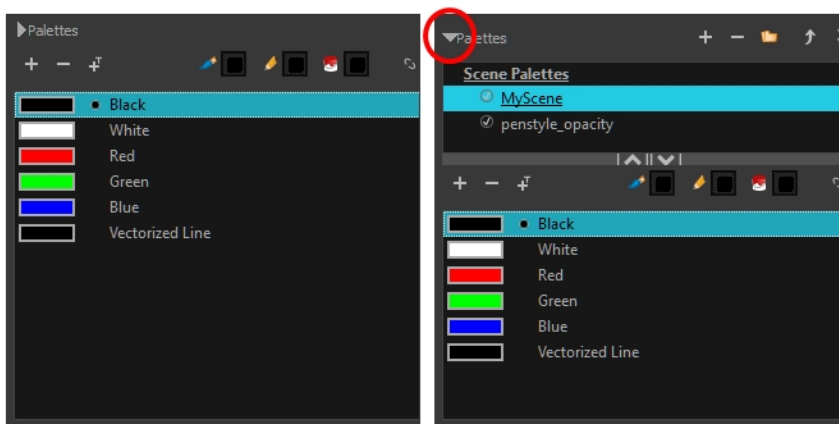 Palettes
Black
White
Red
Green
Blue
Vectorized Line
Palettes
Scene Palettes
MyScene
penstyle_opacity
Black
White
Red
Green
Blue
Vectorized Line